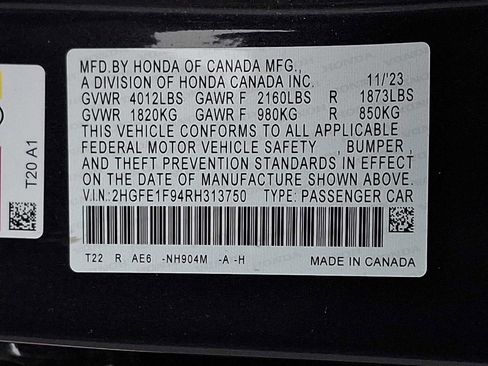 MFD.BY HONDA OF CANADA MFG.,
A DIVISION OF HONDA CANADA INC. 11/'23
GVWR 4012LBS GAWR F 2160LBS R 1873LBS
GVWR 1820KG GAWR F 980KG R 850KG
THIS VEHICLE CONFORMS TO ALL APPLICABLE
FEDERAL MOTOR VEHICLE SAFETY , BUMPER ,
AND THEFT PREVENTION STANDARDS IN EFFECT
ON THE DATE OF MANUFACTURE SHOWN ABOVE.
V.I.N.: 2HGFE1F94RH313750 TYPE: PASSENGER CAR
T22 R AE6 -NH904M -A -H
MADE IN CANADA
T20 A1